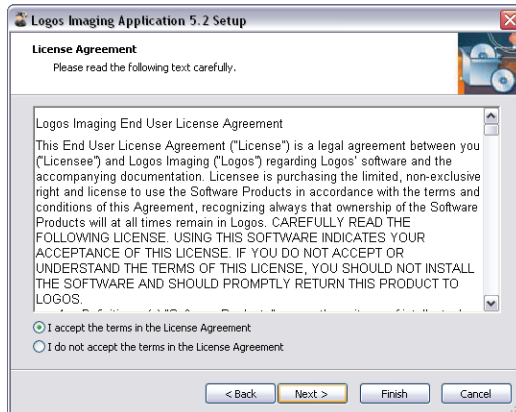 Logos Imaging Application 5.2 Setup
License Agreement
Please read the following text carefully.
Logos Imaging End User License Agreement
This End User License Agreement ("License") is a legal agreement between you
("Licensee") and Logos Imaging ("Logos") regarding Logos' software and the
accompanying documentation. Licensee is purchasing the limited, non-exclusive
right and license to use the Software Products in accordance with the terms and
conditions of this Agreement, recognizing always that ownership of the Software
Products will at all times remain in Logos. CAREFULLY READ THE
FOLLOWING LICENSE. USING THIS SOFTWARE INDICATES YOUR
ACCEPTANCE OF THIS LICENSE. IF YOU DO NOT ACCEPT OR
UNDERSTAND THE TERMS OF THIS LICENSE, YOU SHOULD NOT INSTALL
THE SOFTWARE AND SHOULD PROMPTLY RETURN THIS PRODUCT TO
LOGOS.
I accept the terms in the License Agreement
I do not accept the terms in the License Agreement
< Back Next > Finish Cancel